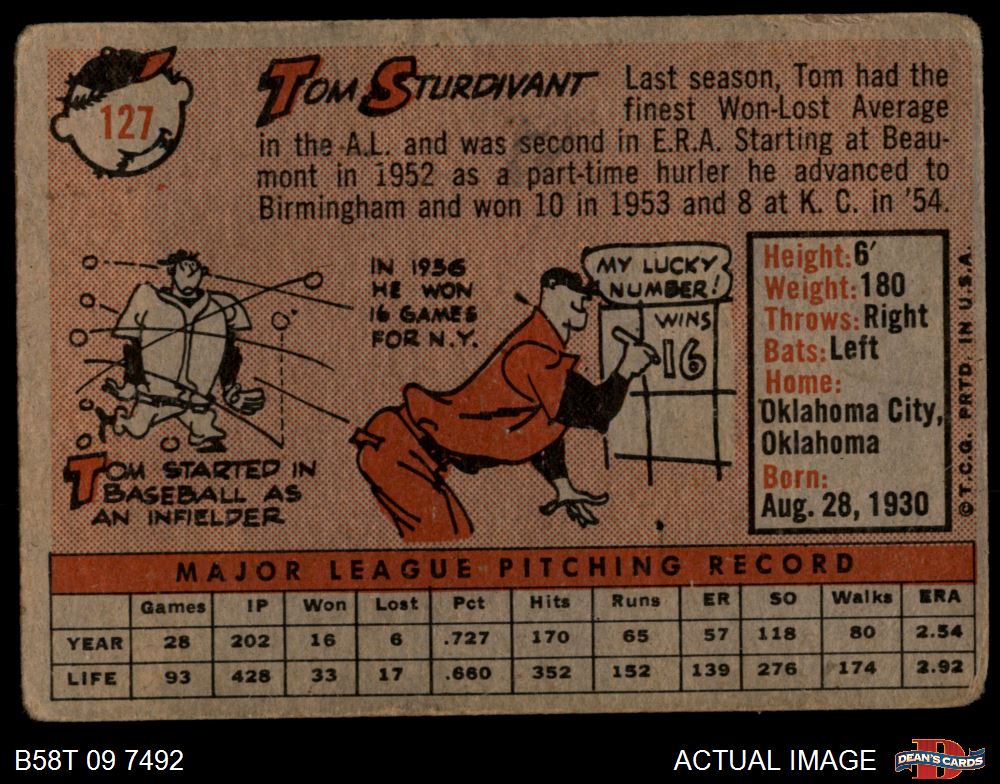 127
TOM STURDIVANT
Last season, Tom had the
finest Won-Lost Average
in the A.L. and was second in E.R.A. Starting at Beau-
mont in 1952 as a part-time hurler he advanced to
Birmingham and won 10 in 1953 and 8 at K. C. in '54.
IN 1956
HE WON
16 GAMES
FOR N.Y.
MY LUCKY
NUMBER!
WINS
16
TOM STARTED IN
BASEBALL AS
AN INFIELDER
Height: 6'
Weight: 180
Throws: Right
Bats: Left
Home:
Oklahoma City,
Oklahoma
Born:
Aug. 28, 1930
© T.C.G. PRTD. IN U.S.A.
MAJOR LEAGUE PITCHING RECORD
Games IP Won Lost Pct Hits Runs ER SO Walks ERA
YEAR 28 202 16 6 .727 170 65 57 118 80 2.54
LIFE 93 428 33 17 .660 352 152 139 276 174 2.92
B58T 09 7492
ACTUAL IMAGE
D
DEAN'S CARDS